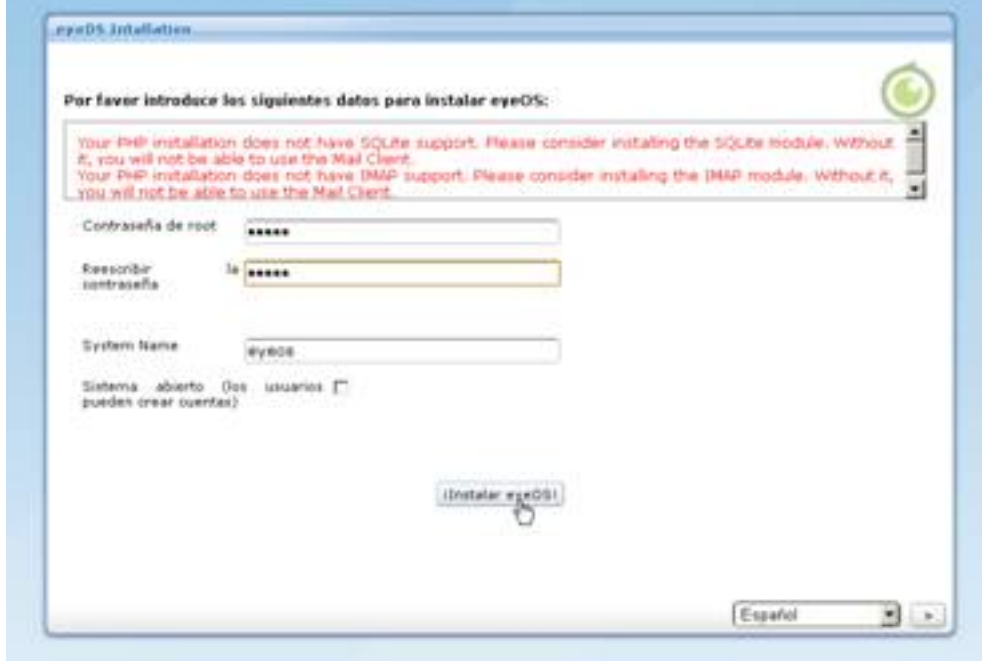 eyeOS Intallation
Por favor introduce los siguientes datos para instalar eyeOS:
Your PHP installation does not have SQLite support. Please consider installing the SQLite module. Without
it, you will not be able to use the Mail Client.
Your PHP installation does not have IMAP support. Please consider installing the IMAP module. Without it,
you will not be able to use the Mail Client.
Contraseña de root •••••
Reescribir la •••••
contraseña
System Name eyeos
Sistema abierto (los usuarios
pueden crear cuentas)
¡Instalar eyeOS!
Español >